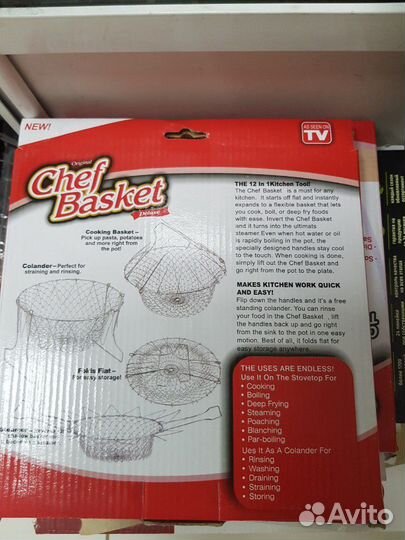 NEW!
AS SEEN ON
TV
Original
Chef
Basket
Deluxe
Cooking Basket–
Pick up pasta, potatoes
and more right from
the pot!
Colander–Perfect for
straining and rinsing.
Folds Flat–
For easy storage!
THE 12 In 1Kitchen Tool!
The Chef Basket is a must for any
kitchen. It starts off flat and instantly
expands to a flexible basket that lets
you cook, boil, or deep fry foods
with ease. Invert the Chef Basket
and it turns into the ultimate
steamer.Even when hot water or oil
is rapidly boiling in the pot, the
specially designed handles stay cool
to the touch. When cooking is done,
simply lift out the Chef Basket and
go right from the pot to the plate.
MAKES KITCHEN WORK QUICK
AND EASY!
Flip down the handles and it's a free
standing colander. You can rinse
your food in the Chef Basket , lift
the handles back up and go right
from the sink to the pot in one easy
motion. Best of all, it folds flat for
easy storage anywhere.
THE USES ARE ENDLESS!
Use It On The Stovetop For
• Cooking
• Boiling
• Deep Frying
• Steaming
• Poaching
• Blanching
• Par-boiling
Ues It As A Colander For
• Rinsing
• Washing
• Draining
• Straining
• Storing
Avito